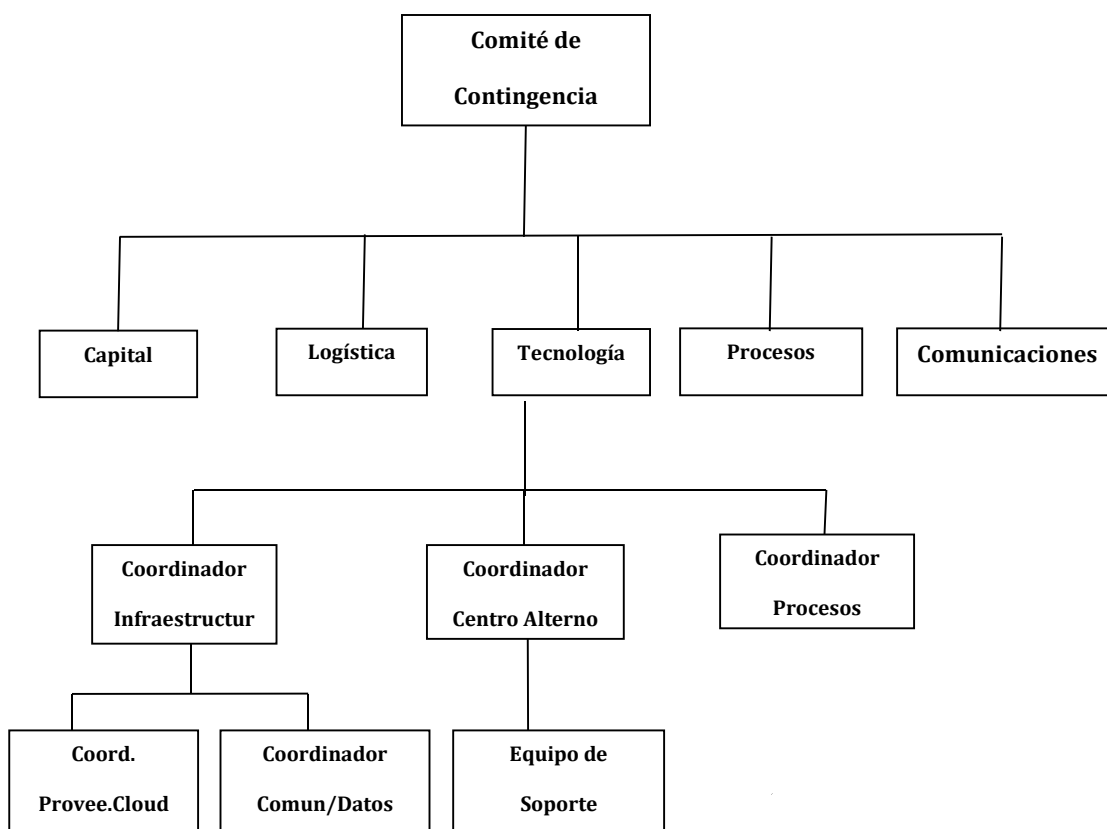 Comité de
Contingencia
Capital
Logística
Tecnología
Procesos
Comunicaciones
Coordinador
Infraestructur
Coordinador
Centro Alterno
Coordinador
Procesos
Coord.
Provee.Cloud
Coordinador
Comun/Datos
Equipo de
Soporte